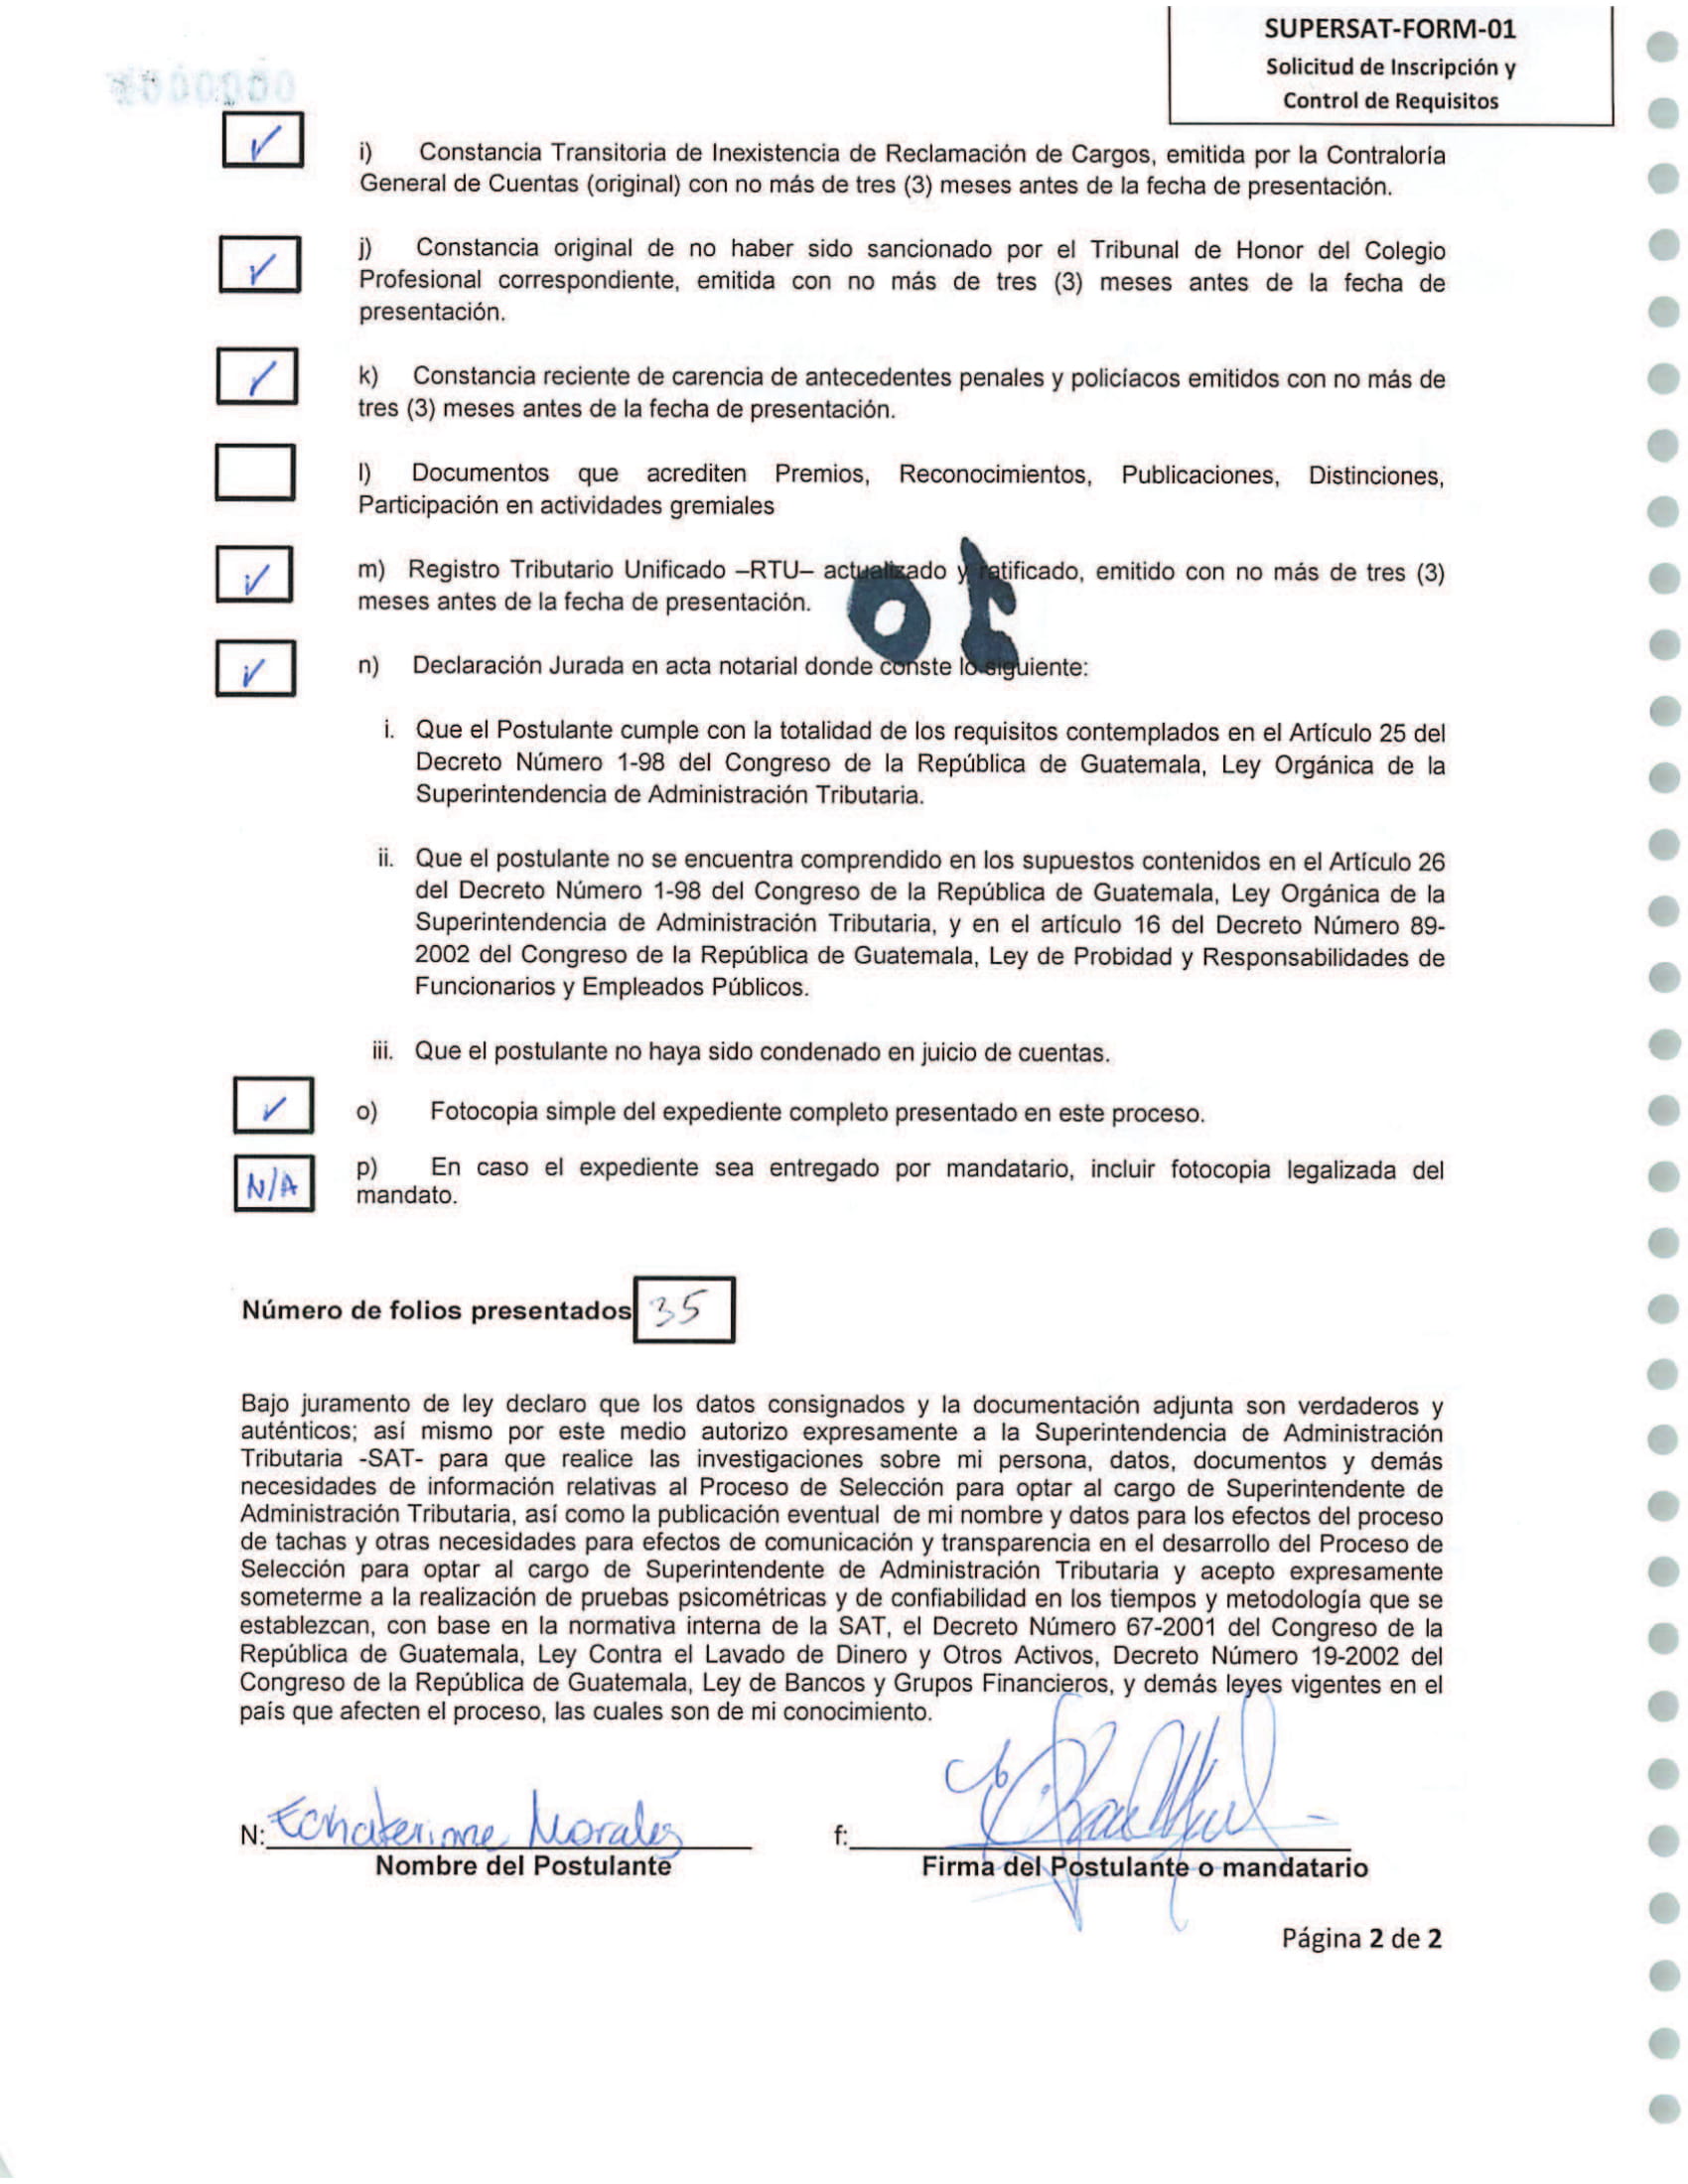 SUPERSAT-FORM-01
Solicitud de Inscripción y
Control de Requisitos
i) Constancia Transitoria de Inexistencia de Reclamación de Cargos, emitida por la Contraloría
General de Cuentas (original) con no más de tres (3) meses antes de la fecha de presentación.
j) Constancia original de no haber sido sancionado por el Tribunal de Honor del Colegio
Profesional correspondiente, emitida con no más de tres (3) meses antes de la fecha de
presentación.
k) Constancia reciente de carencia de antecedentes penales y policíacos emitidos con no más de
tres (3) meses antes de la fecha de presentación.
l) Documentos que acrediten Premios, Reconocimientos, Publicaciones, Distinciones,
Participación en actividades gremiales
m) Registro Tributario Unificado –RTU– actualizado y ratificado, emitido con no más de tres (3)
meses antes de la fecha de presentación.
n) Declaración Jurada en acta notarial donde conste lo siguiente:
i. Que el Postulante cumple con la totalidad de los requisitos contemplados en el Artículo 25 del
Decreto Número 1-98 del Congreso de la República de Guatemala, Ley Orgánica de la
Superintendencia de Administración Tributaria.
ii. Que el postulante no se encuentra comprendido en los supuestos contenidos en el Artículo 26
del Decreto Número 1-98 del Congreso de la República de Guatemala, Ley Orgánica de la
Superintendencia de Administración Tributaria, y en el artículo 16 del Decreto Número 89-
2002 del Congreso de la República de Guatemala, Ley de Probidad y Responsabilidades de
Funcionarios y Empleados Públicos.
iii. Que el postulante no haya sido condenado en juicio de cuentas.
o) Fotocopia simple del expediente completo presentado en este proceso.
N/A p) En caso el expediente sea entregado por mandatario, incluir fotocopia legalizada del
mandato.
Número de folios presentados 35
Bajo juramento de ley declaro que los datos consignados y la documentación adjunta son verdaderos y
auténticos; así mismo por este medio autorizo expresamente a la Superintendencia de Administración
Tributaria -SAT- para que realice las investigaciones sobre mi persona, datos, documentos y demás
necesidades de información relativas al Proceso de Selección para optar al cargo de Superintendente de
Administración Tributaria, así como la publicación eventual de mi nombre y datos para los efectos del proceso
de tachas y otras necesidades para efectos de comunicación y transparencia en el desarrollo del Proceso de
Selección para optar al cargo de Superintendente de Administración Tributaria y acepto expresamente
someterme a la realización de pruebas psicométricas y de confiabilidad en los tiempos y metodología que se
establezcan, con base en la normativa interna de la SAT, el Decreto Número 67-2001 del Congreso de la
República de Guatemala, Ley Contra el Lavado de Dinero y Otros Activos, Decreto Número 19-2002 del
Congreso de la República de Guatemala, Ley de Bancos y Grupos Financieros, y demás leyes vigentes en el
país que afecten el proceso, las cuales son de mi conocimiento.
N: Echaterinne Morales f:
Nombre del Postulante Firma del Postulante o mandatario
Página 2 de 2